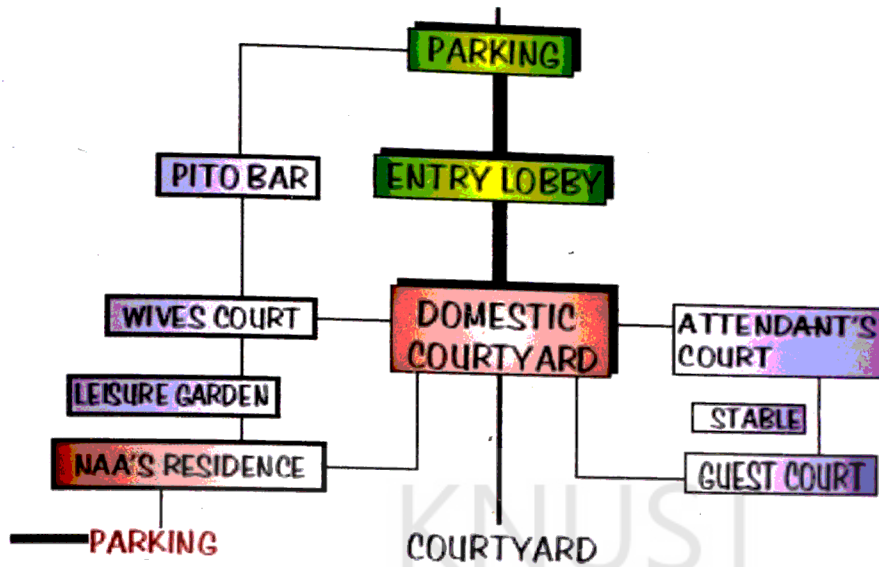 PARKING
PITO BAR
ENTRY LOBBY
WIVES COURT
DOMESTIC
COURTYARD
ATTENDANT'S
COURT
LEISURE GARDEN
STABLE
NAA'S RESIDENCE
GUEST COURT
PARKING
COURTYARD
KNUST